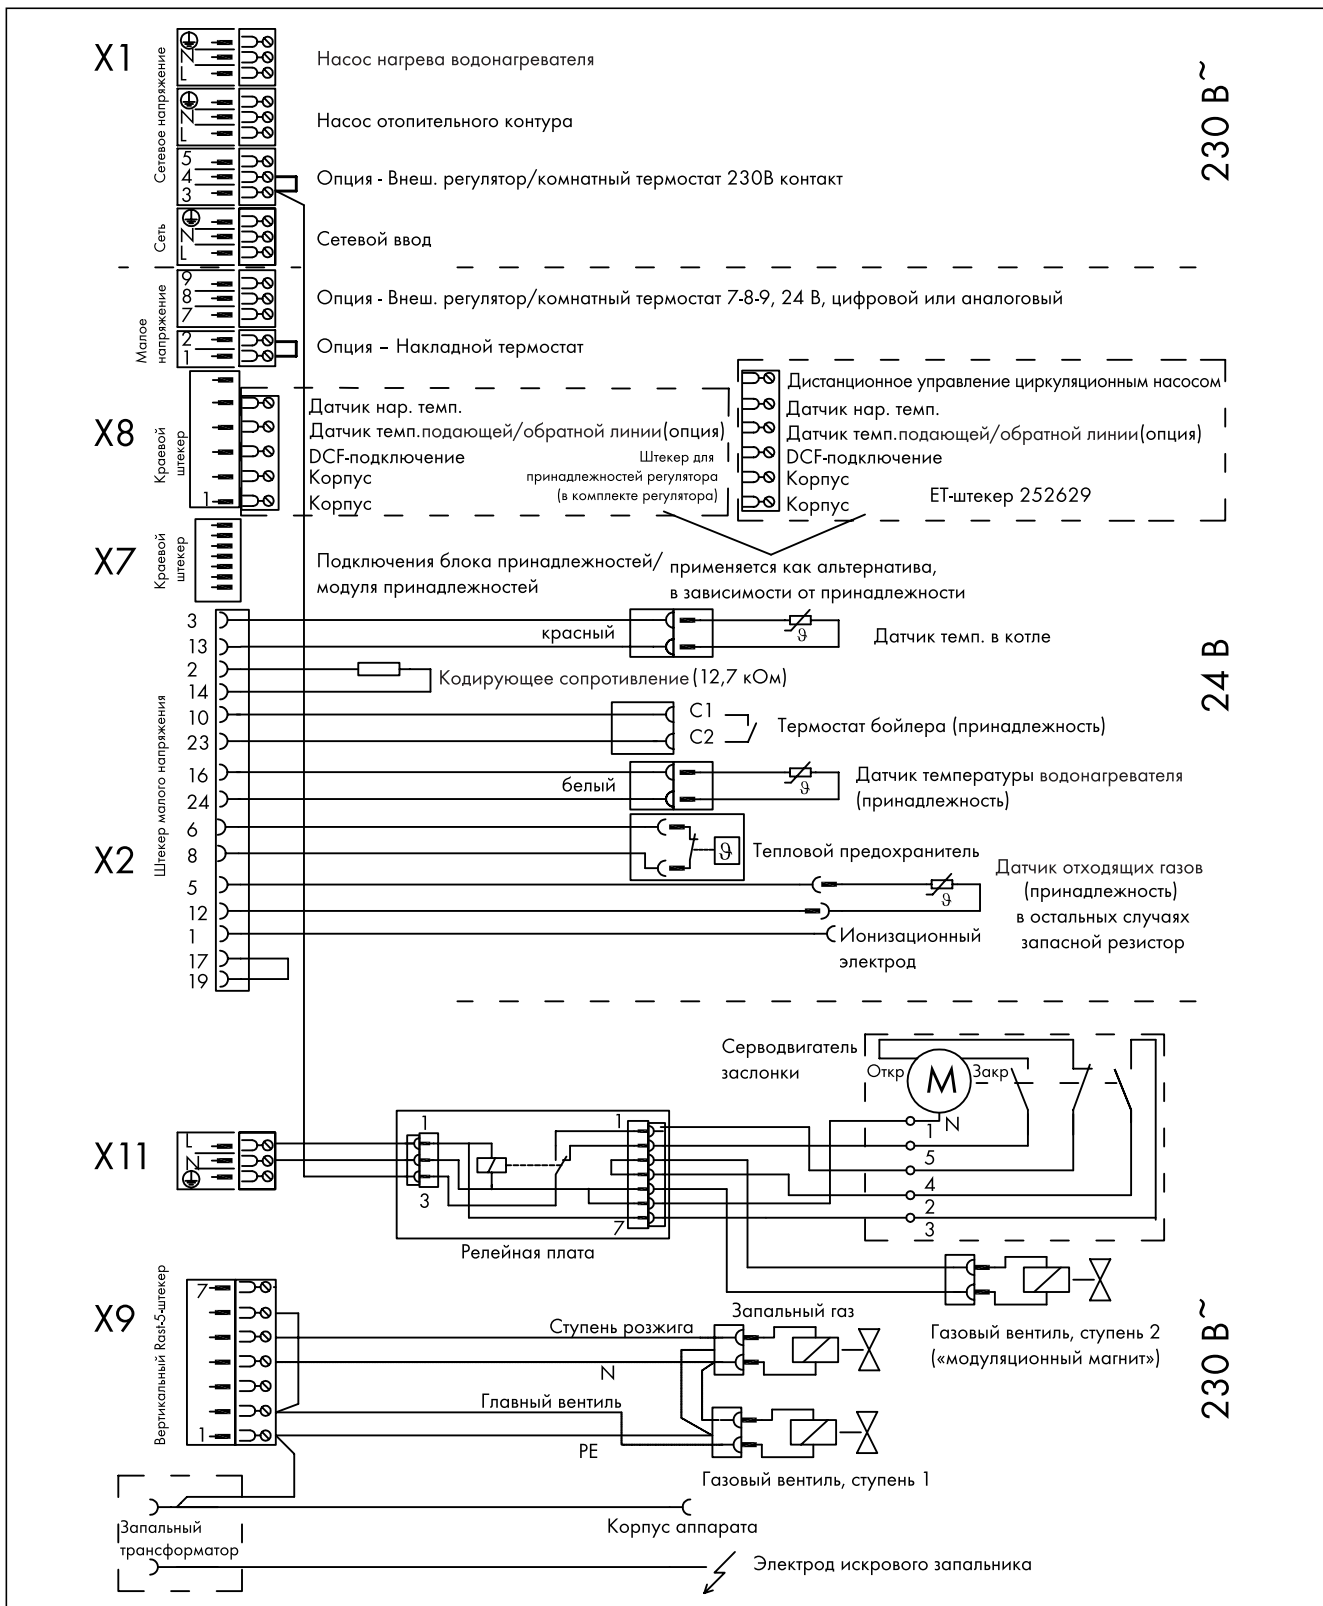 X1
Сетевое напряжение
N
L
Насос нагрева водонагревателя
N
L
Насос отопительного контура
5
4
3
Опция - Внеш. регулятор/комнатный термостат 230В контакт
Сеть
N
L
Сетевой ввод
230 В~
Малое
напряжение
9
8
7
Опция - Внеш. регулятор/комнатный термостат 7-8-9, 24 В, цифровой или аналоговый
2
1
Опция – Накладной термостат
X8
Краевой
штекер
1
Датчик нар. темп.
Датчик темп.подающей/обратной линии(опция)
DCF-подключение
Корпус
Корпус
Штекер для
принадлежностей регулятора
(в комплекте регулятора)
Дистанционное управление циркуляционным насосом
Датчик нар. темп.
Датчик темп.подающей/обратной линии(опция)
DCF-подключение
Корпус
Корпус
ET-штекер 252629
X7
Краевой
штекер
Подключения блока принадлежностей/
модуля принадлежностей
применяется как альтернатива,
в зависимости от принадлежности
24 В
X2
Штекер малого напряжения
3
13
красный
ϑ
Датчик темп. в котле
2
14
Кодирующее сопротивление (12,7 кОм)
10
23
C1
C2
Термостат бойлера (принадлежность)
16
24
белый
ϑ
Датчик температуры водонагревателя
(принадлежность)
6
8
ϑ
Тепловой предохранитель
5
12
ϑ
Датчик отходящих газов
(принадлежность)
в остальных случаях
запасной резистор
1
Ионизационный
электрод
17
19
Серводвигатель
заслонки
Откр
M
Закр
N
1
5
4
2
3
X11
L
N
1
3
1
7
Релейная плата
Газовый вентиль, ступень 2
(«модуляционный магнит»)
230 В~
X9
Вертикальный Rast-5-штекер
7
1
Ступень розжига
N
Запальный газ
Главный вентиль
PE
Газовый вентиль, ступень 1
Запальный
трансформатор
Корпус аппарата
Электрод искрового запальника